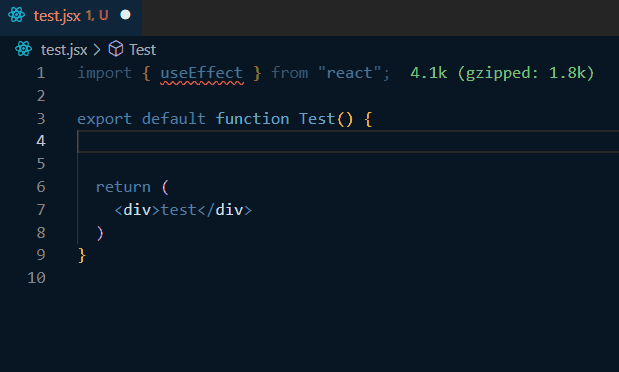 test.jsx 1, U
test.jsx > Test
1 import { useEffect } from "react"; 4.1k (gzipped: 1.8k)
2
3 export default function Test() {
4
5
6 return (
7 <div>test</div>
8 )
9 }
10